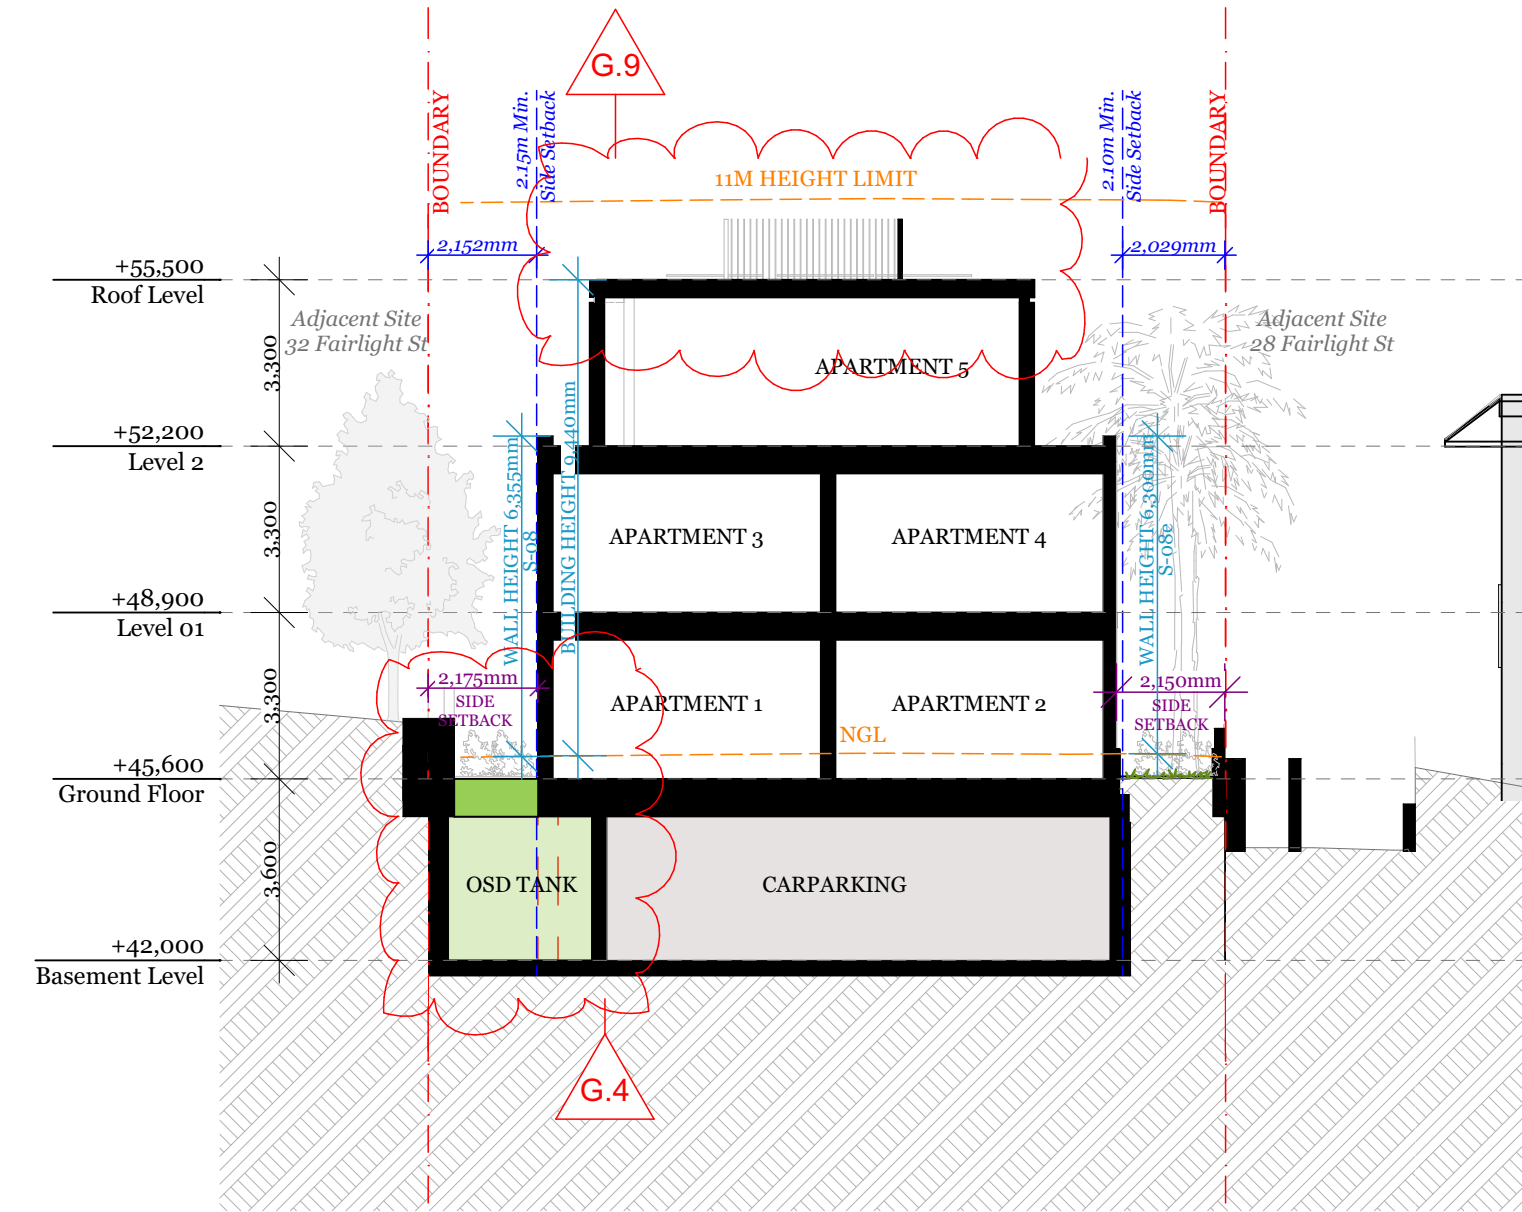 G.9
BOUNDARY
2.15m Min.
Side Setback
2.10m Min.
Side Setback
BOUNDARY
11M HEIGHT LIMIT
2,152mm
2,029mm
+55,500
Roof Level
Adjacent Site
32 Fairlight St
Adjacent Site
28 Fairlight St
3,300
APARTMENT 5
+52,200
Level 2
WALL HEIGHT 6,355mm
S-08
BUILDING HEIGHT 9,440mm
WALL HEIGHT 6,300mm
S-08e
3,300
APARTMENT 3
APARTMENT 4
+48,900
Level 01
3,300
2,175mm
SIDE
SETBACK
APARTMENT 1
APARTMENT 2
2,150mm
SIDE
SETBACK
NGL
+45,600
Ground Floor
3,600
OSD TANK
CARPARKING
+42,000
Basement Level
G.4